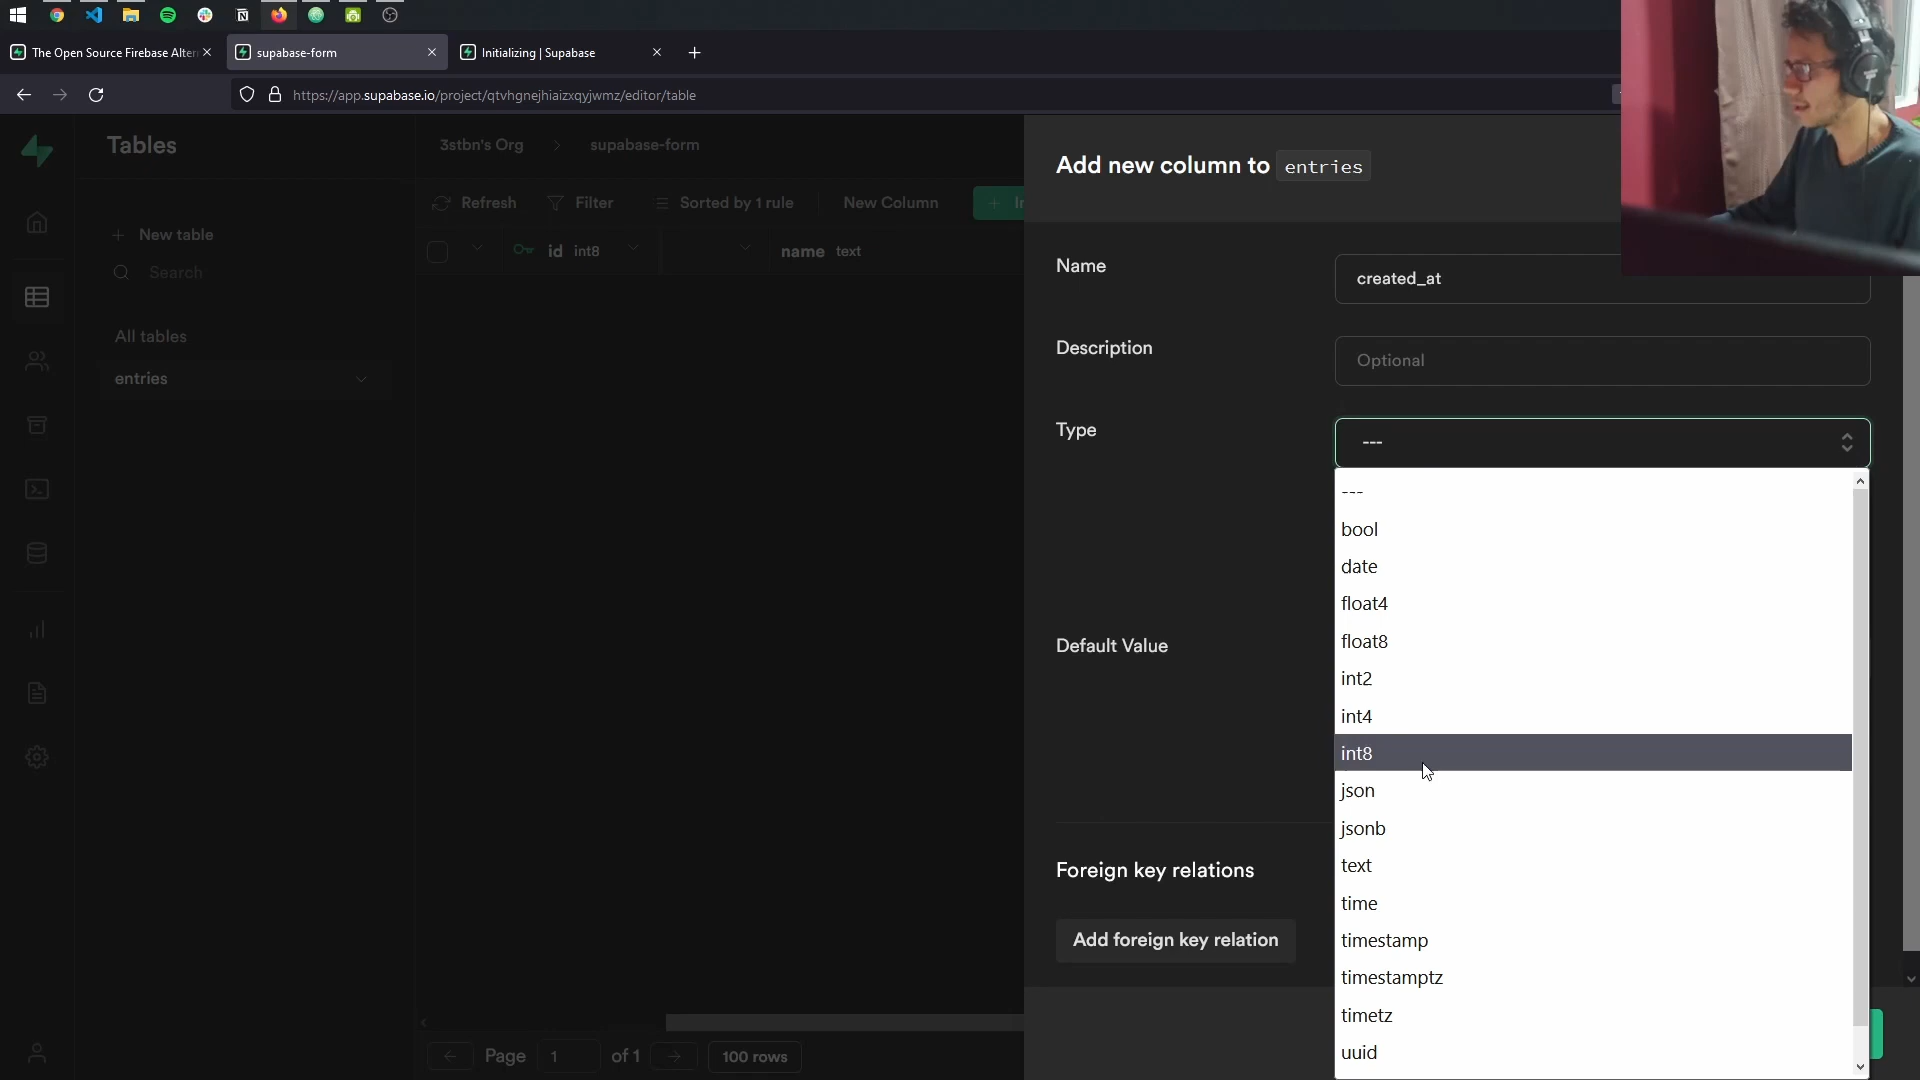 The Open Source Firebase Alter
supabase-form
Initializing | Supabase
https://app.supabase.io/project/qtvhgnejhiaizxqyjwmz/editor/table
Tables
3stbn's Org
supabase-form
Add new column to entries
Refresh
Filter
Sorted by 1 rule
New Column
New table
Search
id int8
name text
All tables
entries
Name
created_at
Description
Optional
Type
---
---
bool
date
float4
float8
int2
int4
int8
json
jsonb
text
time
timestamp
timestamptz
timetz
uuid
Default Value
Foreign key relations
Add foreign key relation
Page
1
of 1
100 rows